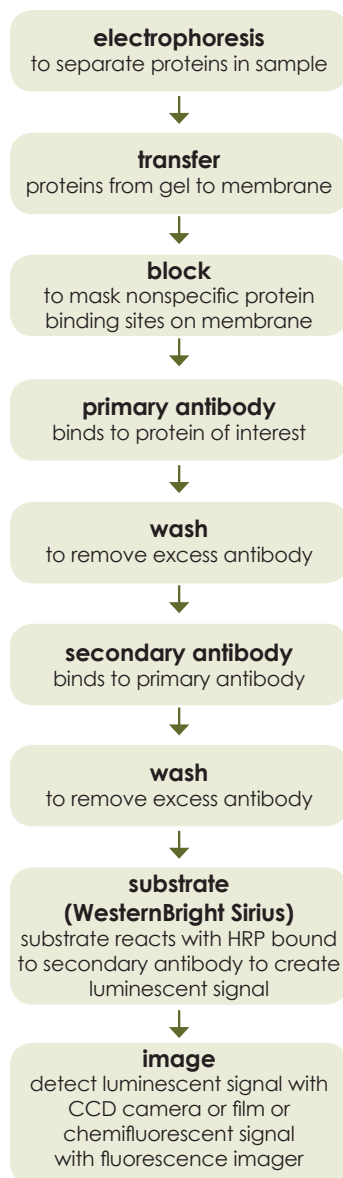 electrophoresis
to separate proteins in sample
transfer
proteins from gel to membrane
block
to mask nonspecific protein
binding sites on membrane
primary antibody
binds to protein of interest
wash
to remove excess antibody
secondary antibody
binds to primary antibody
wash
to remove excess antibody
substrate
(WesternBright Sirius)
substrate reacts with HRP bound
to secondary antibody to create
luminescent signal
image
detect luminescent signal with
CCD camera or film or
chemifluorescent signal
with fluorescence imager